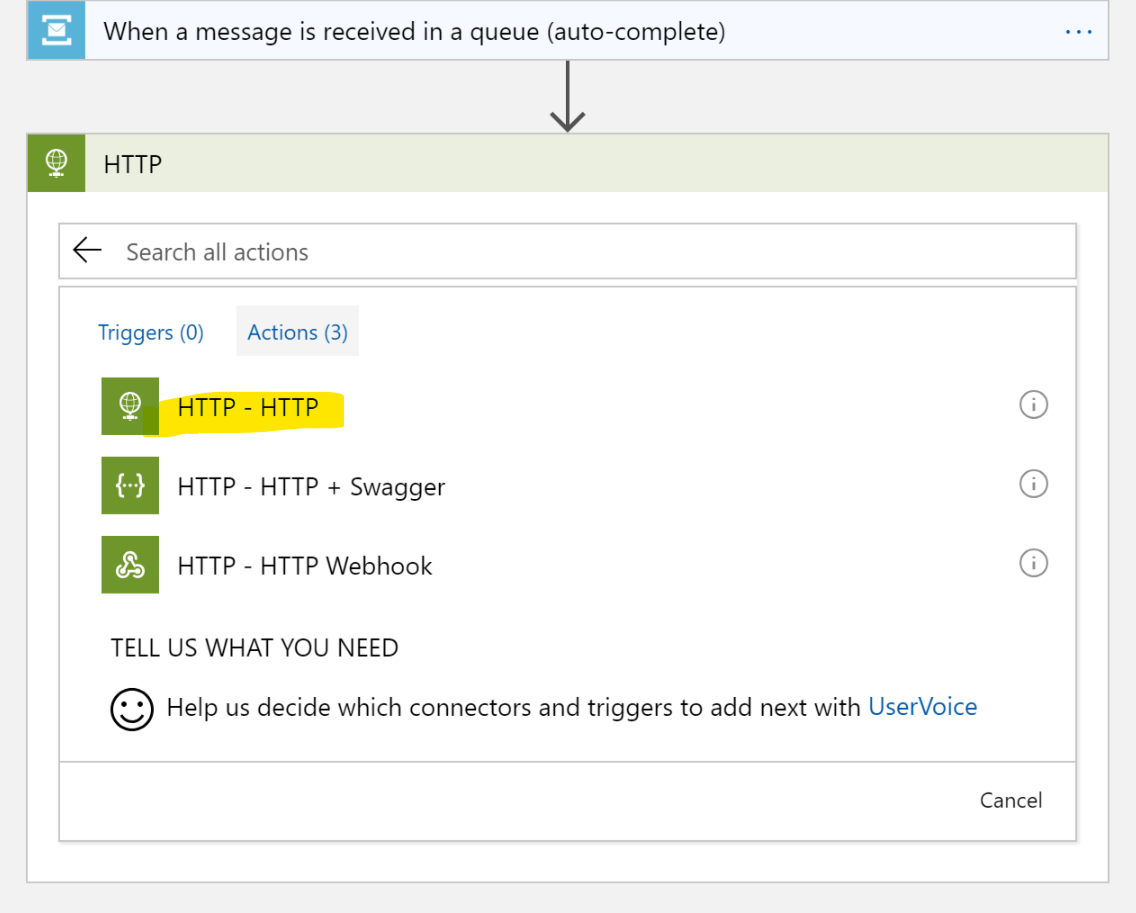 When a message is received in a queue (auto-complete)
HTTP
Search all actions
Triggers (0) Actions (3)
HTTP - HTTP
HTTP - HTTP + Swagger
HTTP - HTTP Webhook
TELL US WHAT YOU NEED
Help us decide which connectors and triggers to add next with UserVoice
Cancel